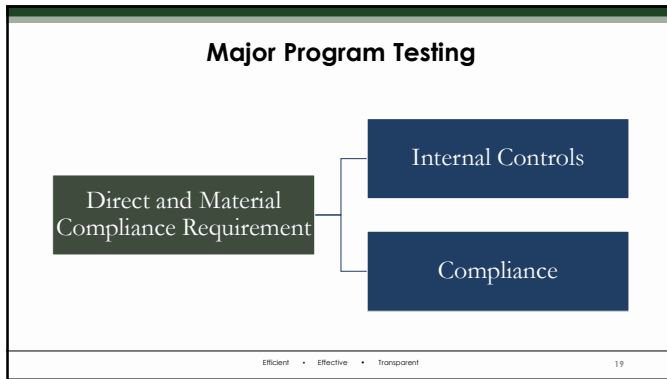 Major Program Testing
Direct and Material
Compliance Requirement
Internal Controls
Compliance
Efficient • Effective • Transparent
19